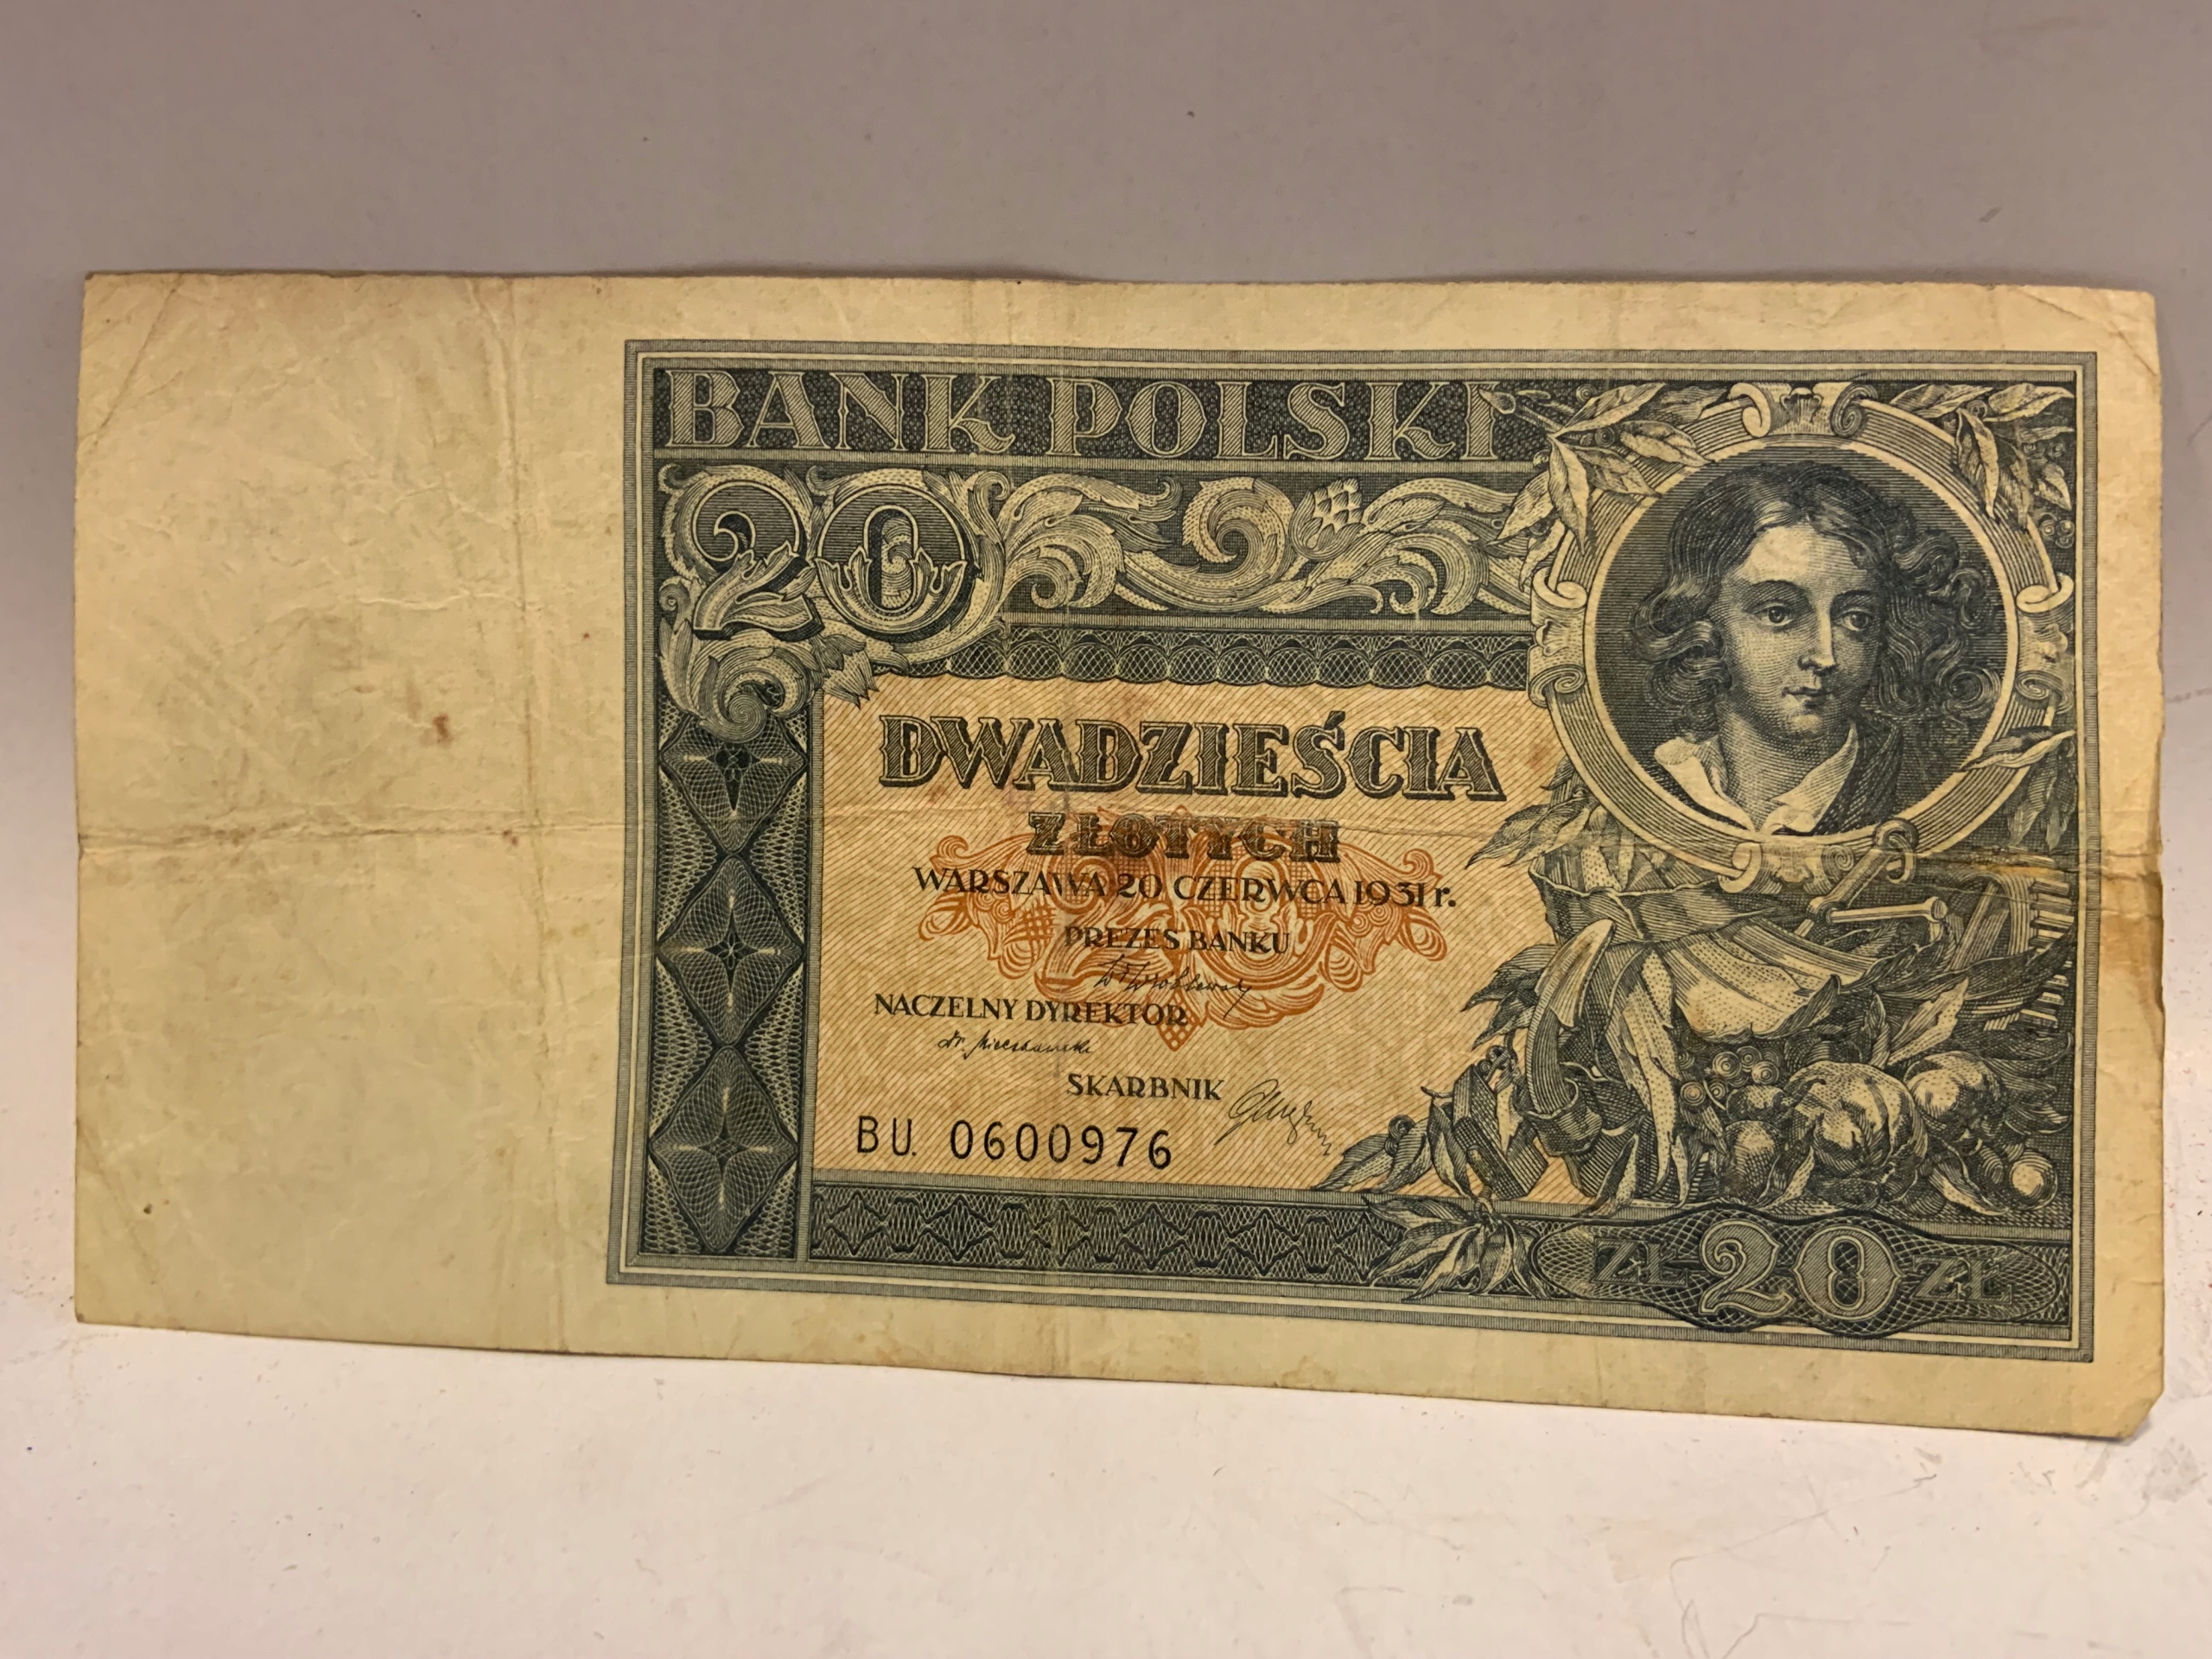 BANK POLSKI
20
DWADZIEŚCIA
ZŁOTYCH
WARSZAWA 20 CZERWCA 1931 r.
PREZES BANKU
NACZELNY DYREKTOR
SKARBNIK
BU. 0600976
ZŁ 20 ZŁ